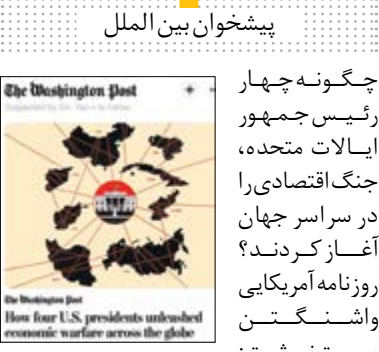 پیشخوان بین الملل
چگونه چهار
رئیس‌جمهور
ایالات متحده،
جنگ اقتصادی را
در سراسر جهان
آغاز کردند؟
روزنامه آمریکایی
واشنگتن
The Washington Post
The Washington Post
How four U.S. presidents unleashed
economic warfare across the globe